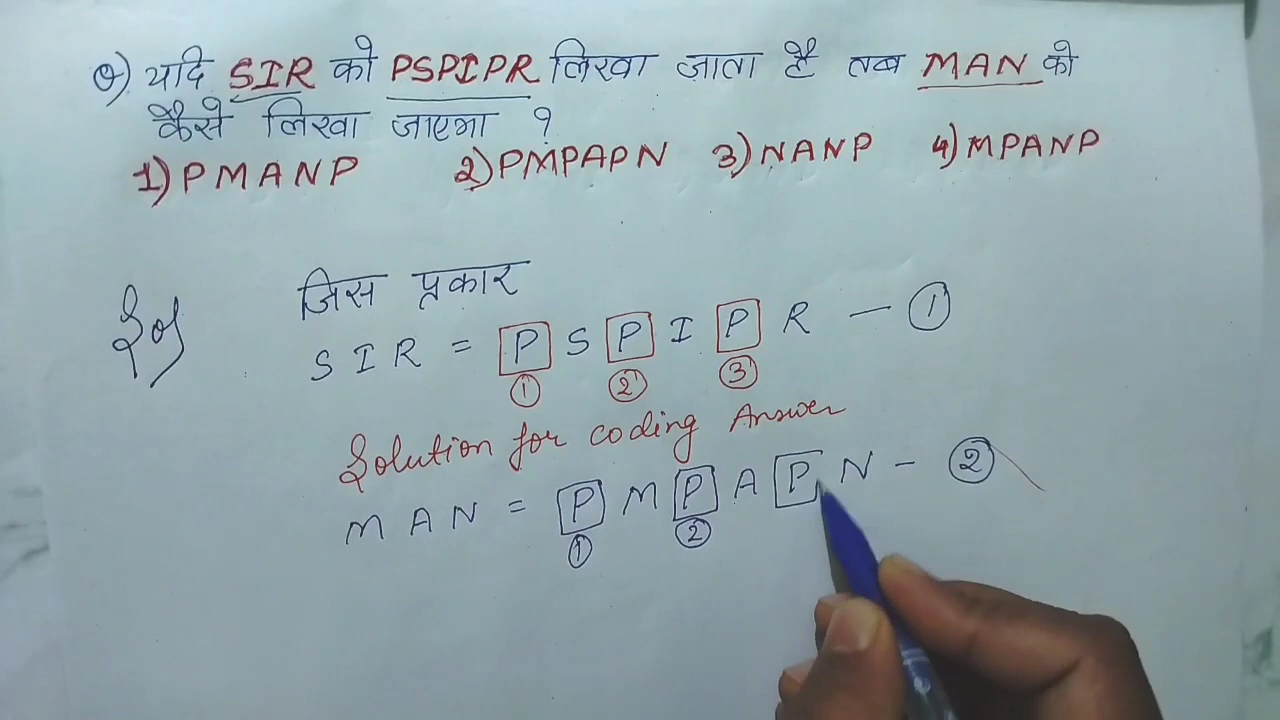 Q) यदि SIR को PSPIPR लिखा जाता है तब MAN को
कैसे लिखा जाएगा ?
1) PMANP 2) PMPAPN 3) NANP 4) MPANP
Sol जिस प्रकार
SIR = P S P I P R — 1
1 2 3
Solution for coding Answer
MAN = P M P A P N - 2
1 2